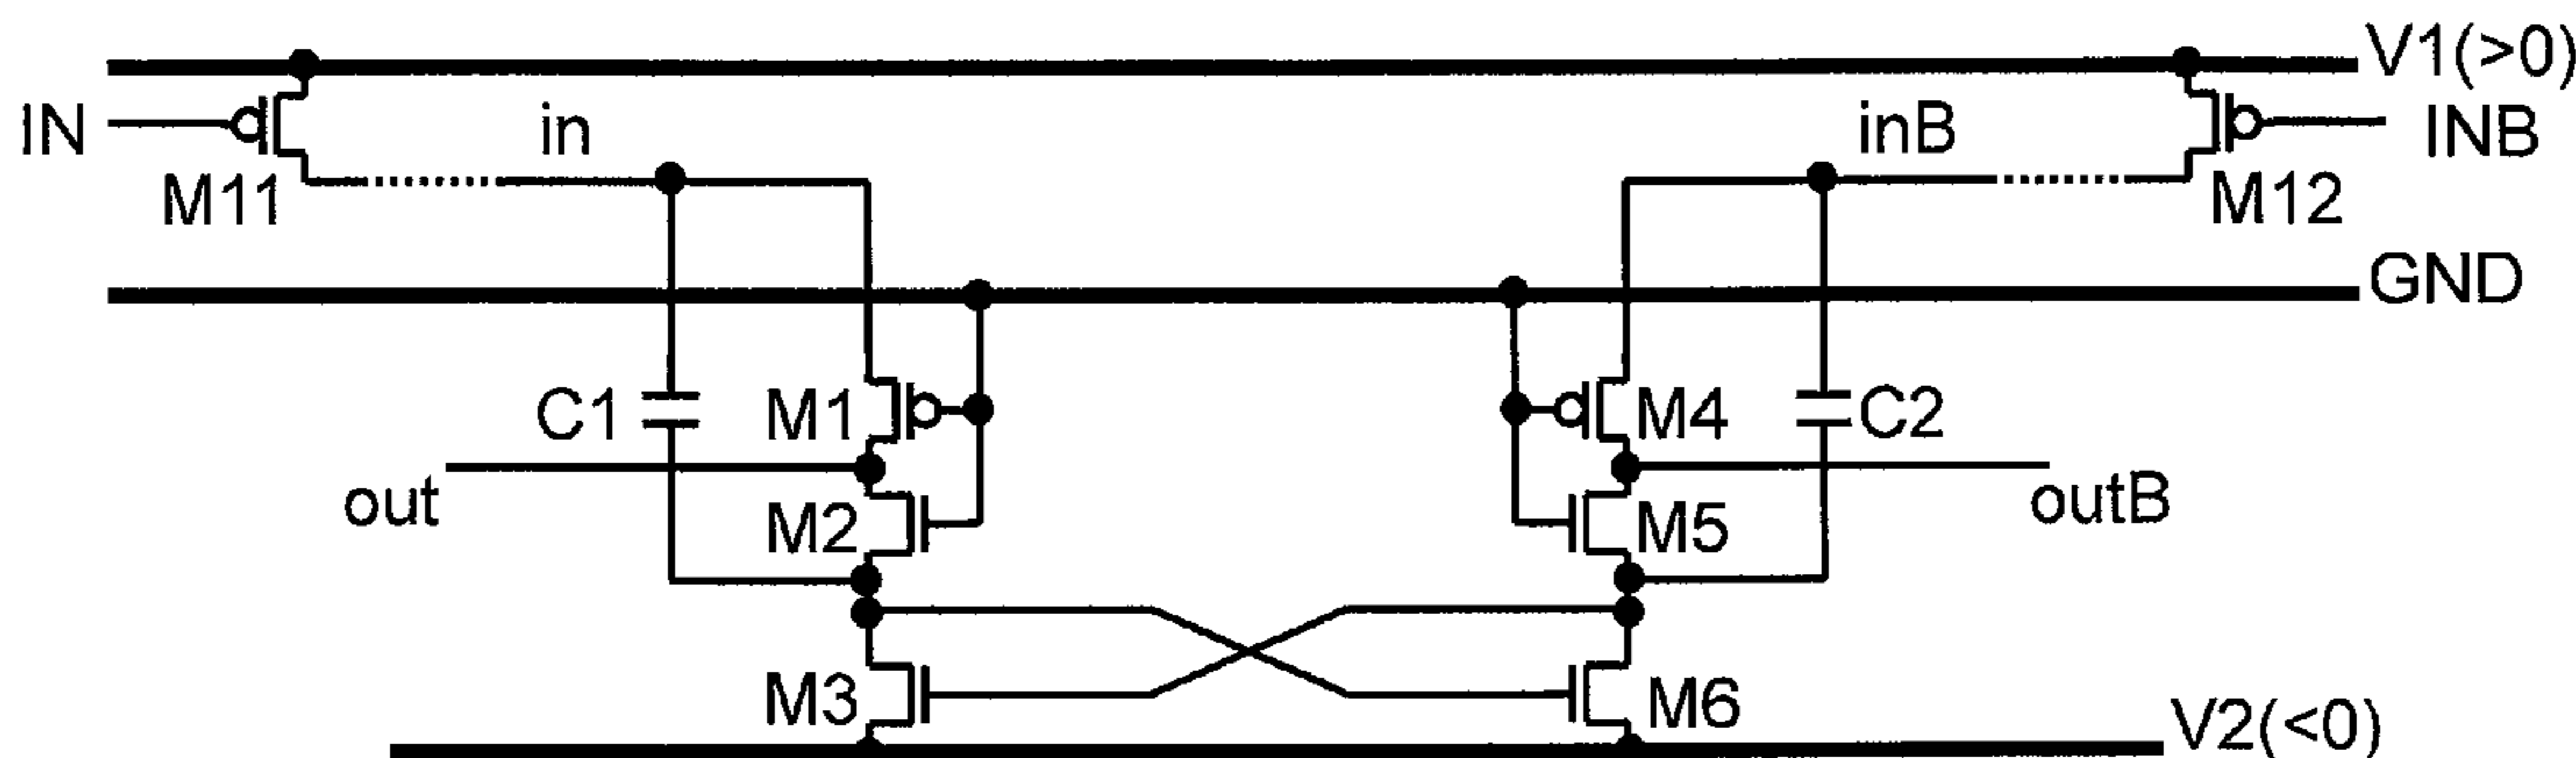 V1(>0)
IN
in
inB
INB
M11
M12
GND
C1
M1
M4
C2
out
M2
M5
outB
M3
M6
V2(<0)